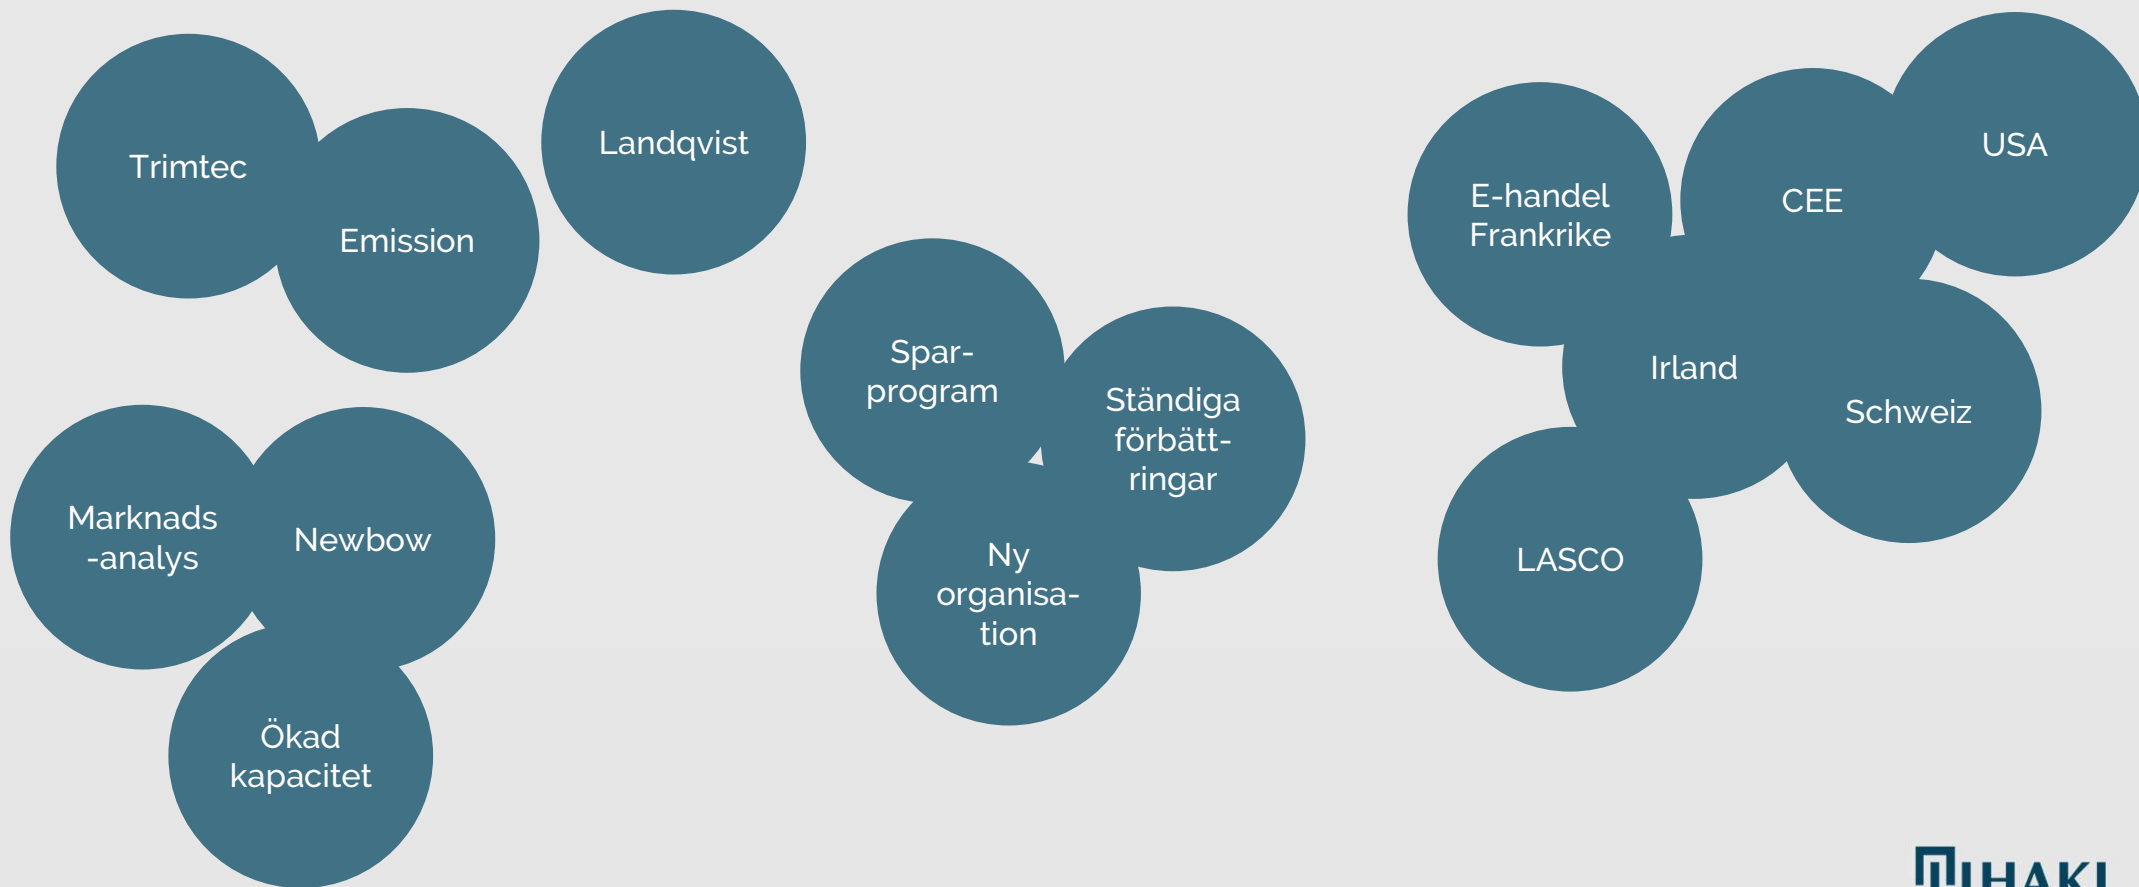 Trimtec
Emission
Landqvist
Marknads
-analys
Newbow
Ökad
kapacitet
Spar-
program
Ständiga
förbätt-
ringar
Ny
organisa-
tion
E-handel
Frankrike
CEE
USA
Irland
Schweiz
LASCO
HAKI